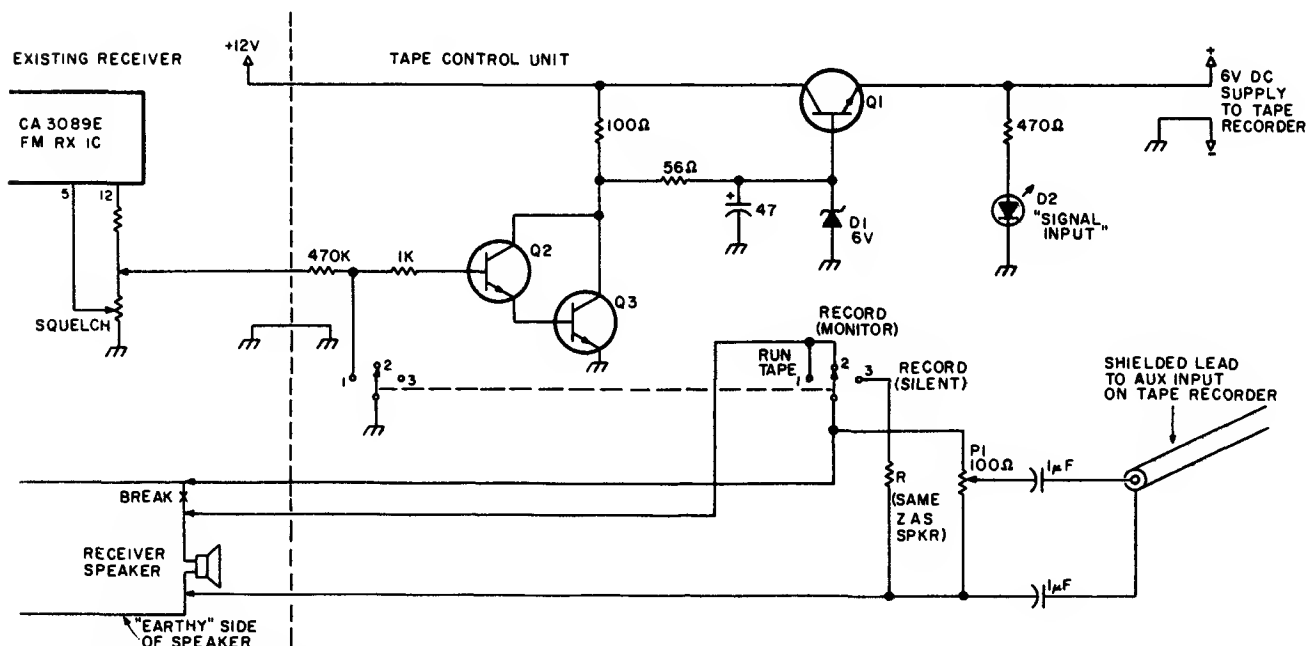 EXISTING RECEIVER
+12V
TAPE CONTROL UNIT
CA 3089E
FM RX IC
5
12
SQUELCH
470K
1K
100Ω
56Ω
+
47
Q1
Q2
Q3
D1
6V
470Ω
D2
"SIGNAL
INPUT"
+
6V DC
SUPPLY
TO TAPE
RECORDER
-
1
2
3
RECORD
(MONITOR)
RUN
TAPE
1
2
3
RECORD
(SILENT)
SHIELDED LEAD
TO AUX INPUT
ON TAPE RECORDER
P1
100Ω
1µF
R
(SAME
Z AS
SPKR)
1µF
BREAK
RECEIVER
SPEAKER
"EARTHY" SIDE
OF SPEAKER